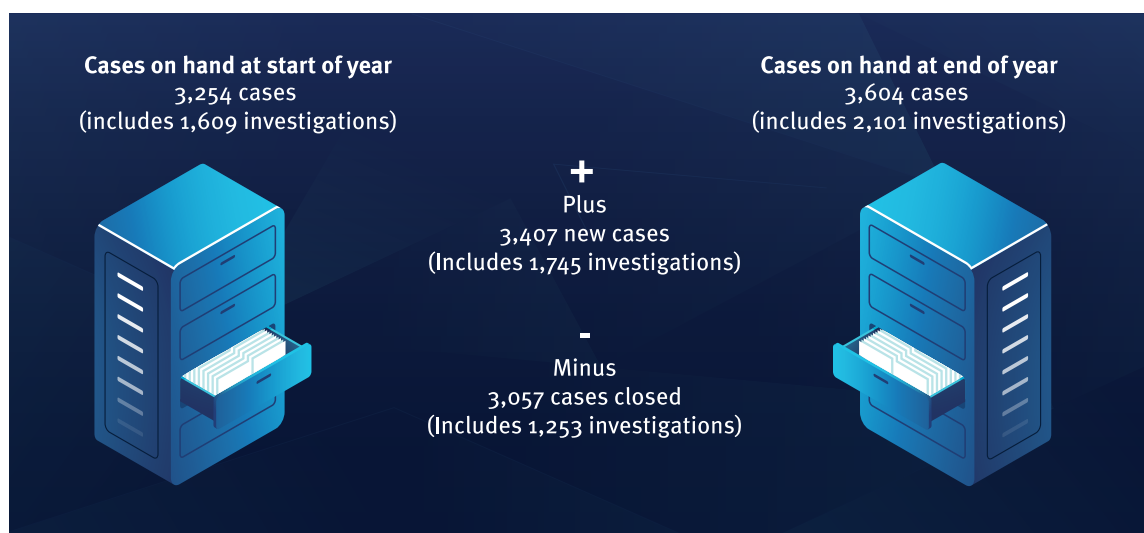 Cases on hand at start of year
3,254 cases
(includes 1,609 investigations)
+
Plus
3,407 new cases
(Includes 1,745 investigations)
-
Minus
3,057 cases closed
(Includes 1,253 investigations)
Cases on hand at end of year
3,604 cases
(includes 2,101 investigations)